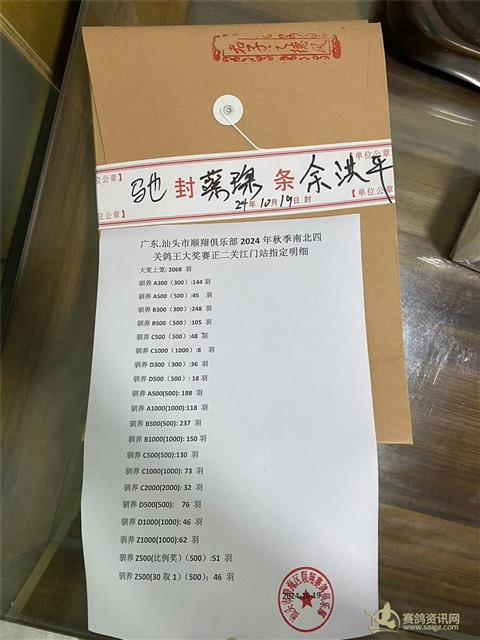 君子之德风
单位公章】
【单位公章】
驰 封 蔡璇 条 余洪平
24年10月19日封
广东.汕头市顺翔俱乐部 2024 年秋季南北四
关鸽王大奖赛正二关江门站指定明细
大奖上笼: 2068 羽
驯养 A300（300）:144 羽
驯养 A500（500）:45 羽
驯养 B300（300）:248 羽
驯养 B500（500）:105 羽
驯养 C500（500）:48 羽
驯养 C1000（1000）:8 羽
驯养 D300（300）:36 羽
驯养 D500（500）: 18 羽
驯养 A500(500): 188 羽
驯养 A1000(1000):118 羽
驯养 B500(500): 237 羽
驯养 B1000(1000): 150 羽
驯养 C500(500):130 羽
驯养 C1000(1000): 73 羽
驯养 C2000(2000): 32 羽
驯养 D500(500): 76 羽
驯养 D1000(1000): 46 羽
驯养 Z1000(1000):62 羽
驯养 Z500(比例奖)（500）:51 羽
驯养 Z500(30 取 1)（500）: 46 羽
2024-10-19
赛鸽资讯网
www.saige.com